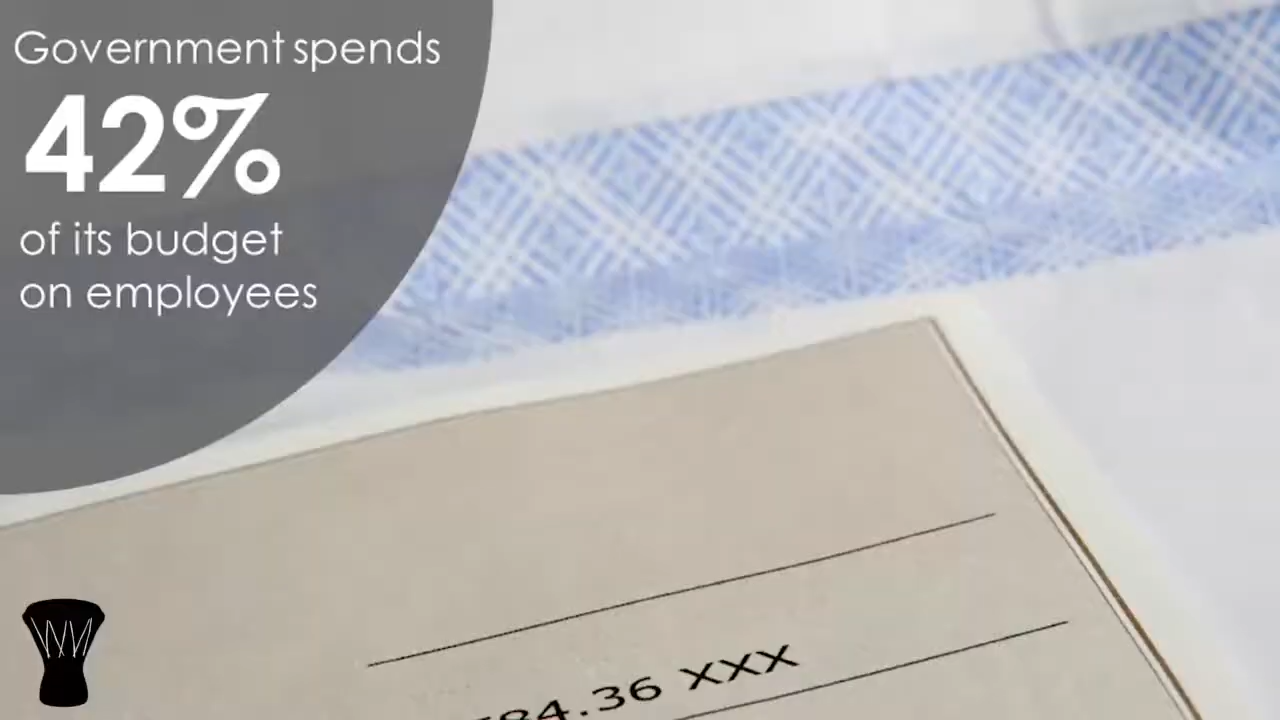 Government spends
42%
of its budget
on employees
84.36 XXX